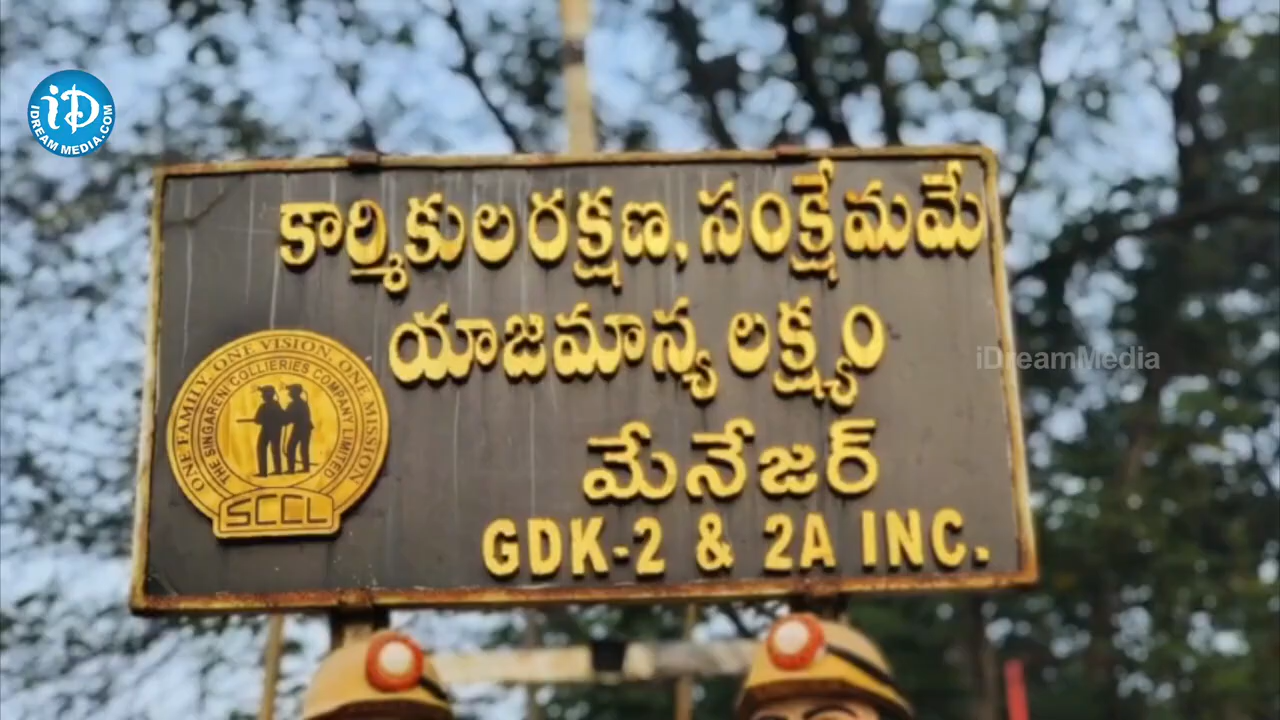 iD
IDREAM MEDIA.COM
కార్మికుల రక్షణ, సంక్షేమమే
యాజమాన్య లక్ష్యం
iDreamMedia
ONE FAMILY, ONE VISION, ONE MISSION
THE SINGARENI COLLIERIES COMPANY LIMITED
SCCL
మేనేజర్
GDK-2 & 2A INC.